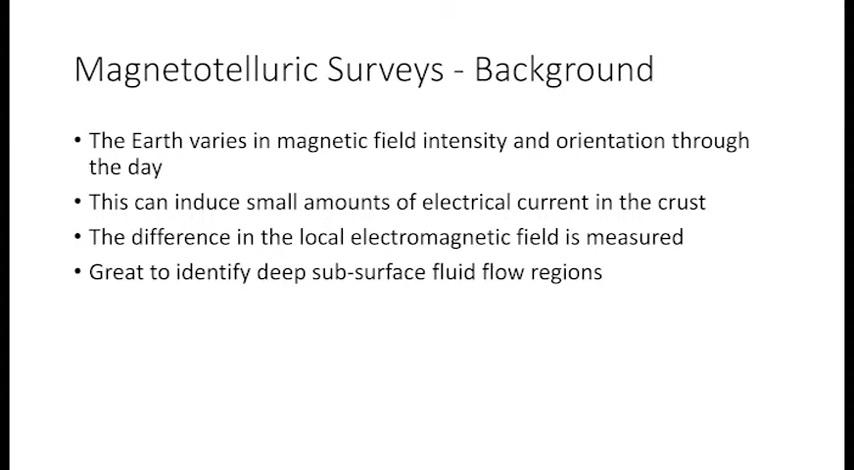 Magnetotelluric Surveys - Background
• The Earth varies in magnetic field intensity and orientation through
the day
• This can induce small amounts of electrical current in the crust
• The difference in the local electromagnetic field is measured
• Great to identify deep sub-surface fluid flow regions